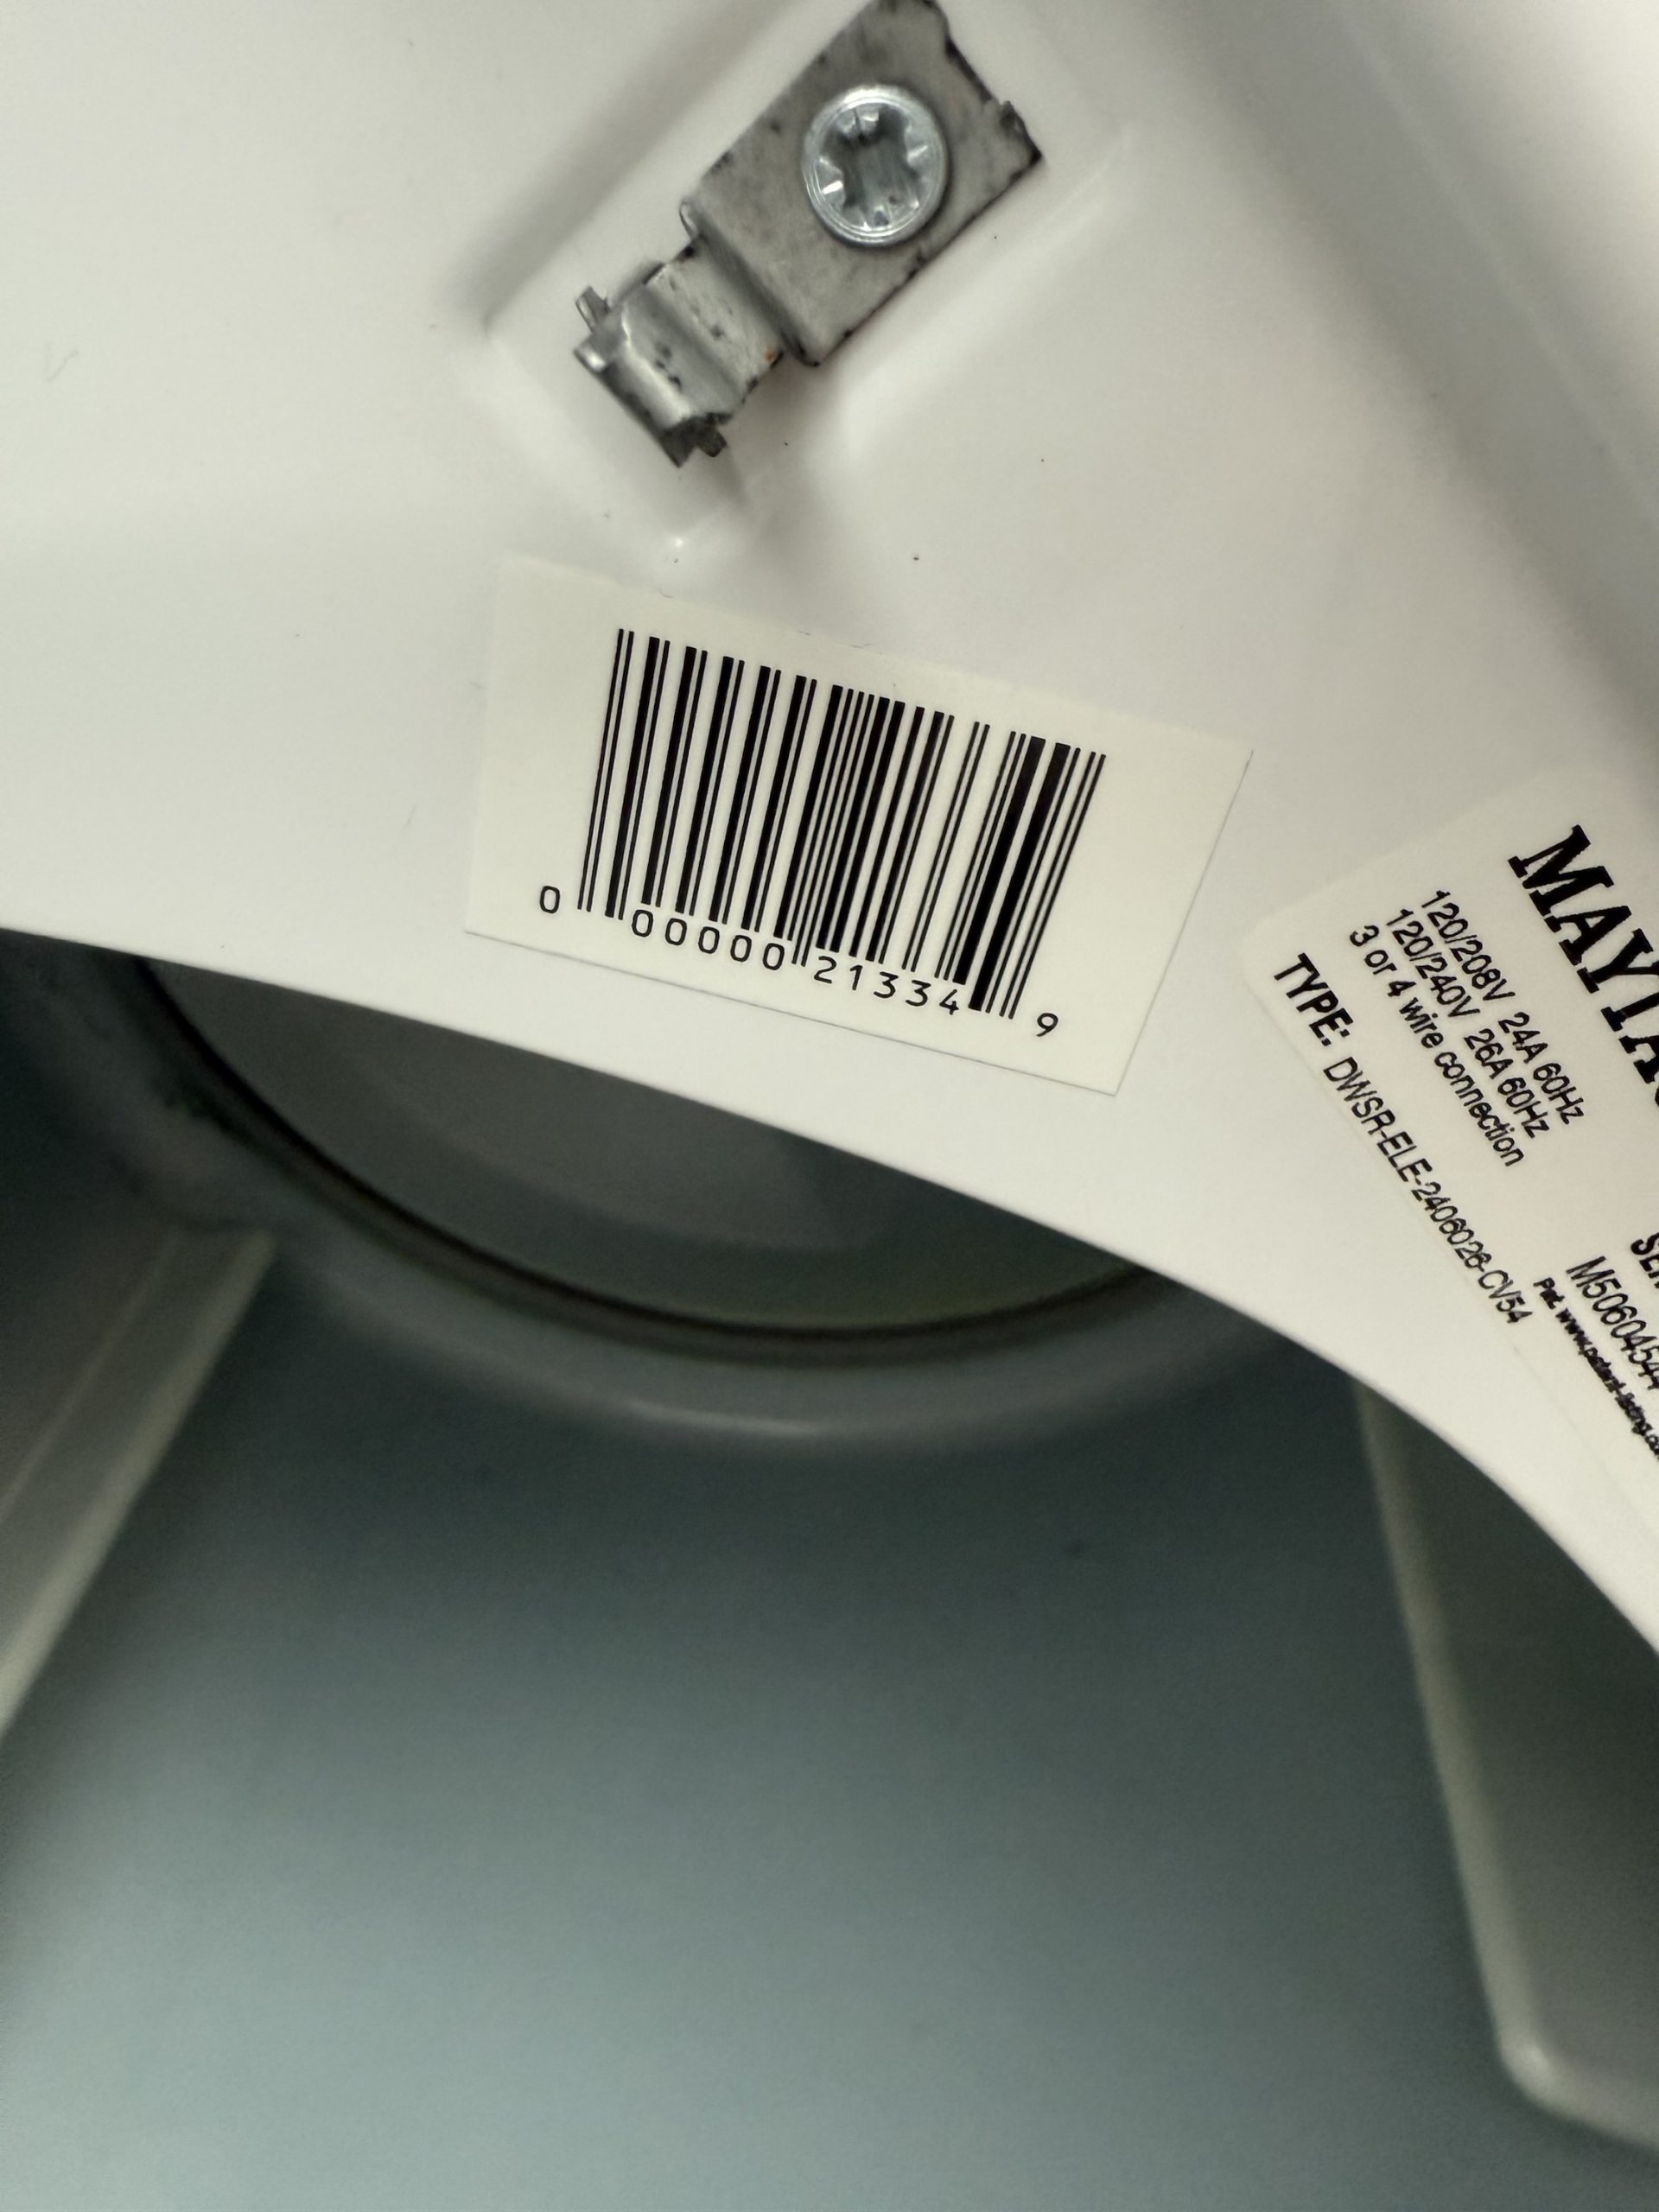 0 00000 21334 9
120/208V 24A 60Hz
120/240V 26A 60Hz
3 or 4 wire connection
TYPE: DWSR-ELE-2406026-CV54